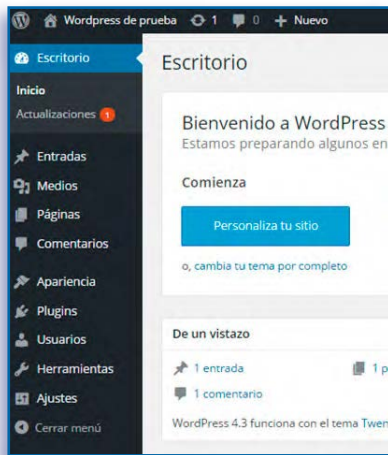 Wordpress de prueba 1 0 + Nuevo
Escritorio
Inicio
Actualizaciones 1
Entradas
Medios
Páginas
Comentarios
Apariencia
Plugins
Usuarios
Herramientas
Ajustes
Cerrar menú
Escritorio
Bienvenido a WordPress
Estamos preparando algunos en
Comienza
Personaliza tu sitio
o, cambia tu tema por completo
De un vistazo
1 entrada
1 p
1 comentario
WordPress 4.3 funciona con el tema Twen